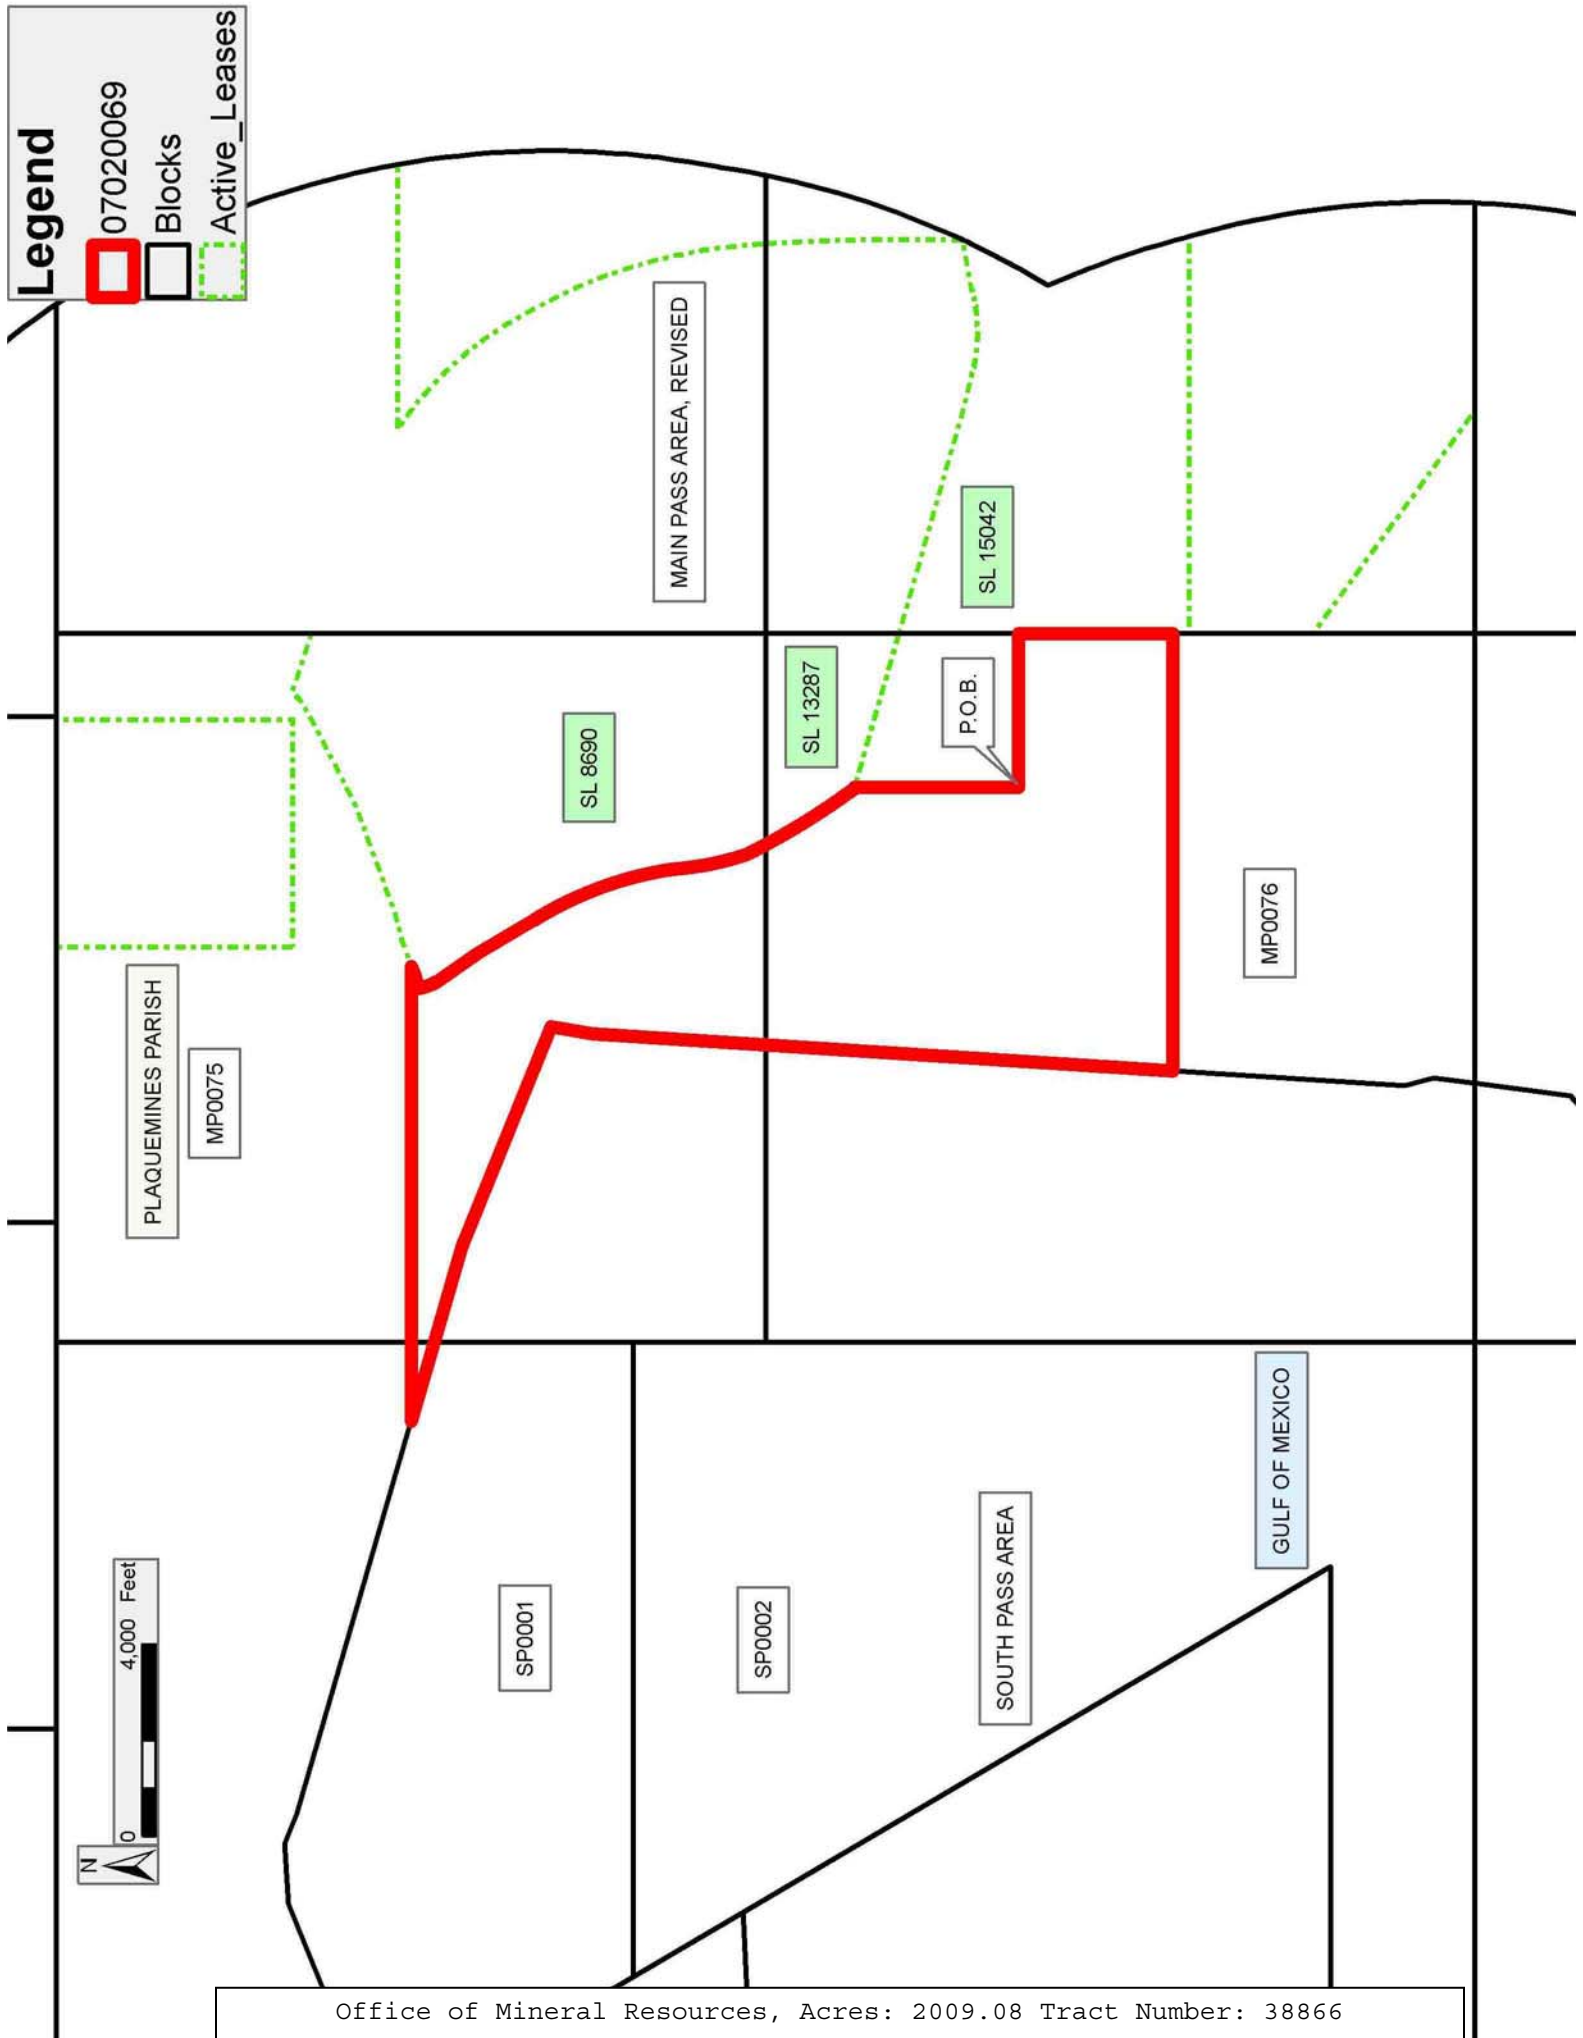 Legend
07020069
Blocks
Active_Leases
N
0
4,000 Feet
PLAQUEMINES PARISH
MP0075
MAIN PASS AREA, REVISED
SL 8690
SL 13287
SL 15042
P.O.B.
MP0076
SP0001
SP0002
SOUTH PASS AREA
GULF OF MEXICO
Office of Mineral Resources, Acres: 2009.08 Tract Number: 38866